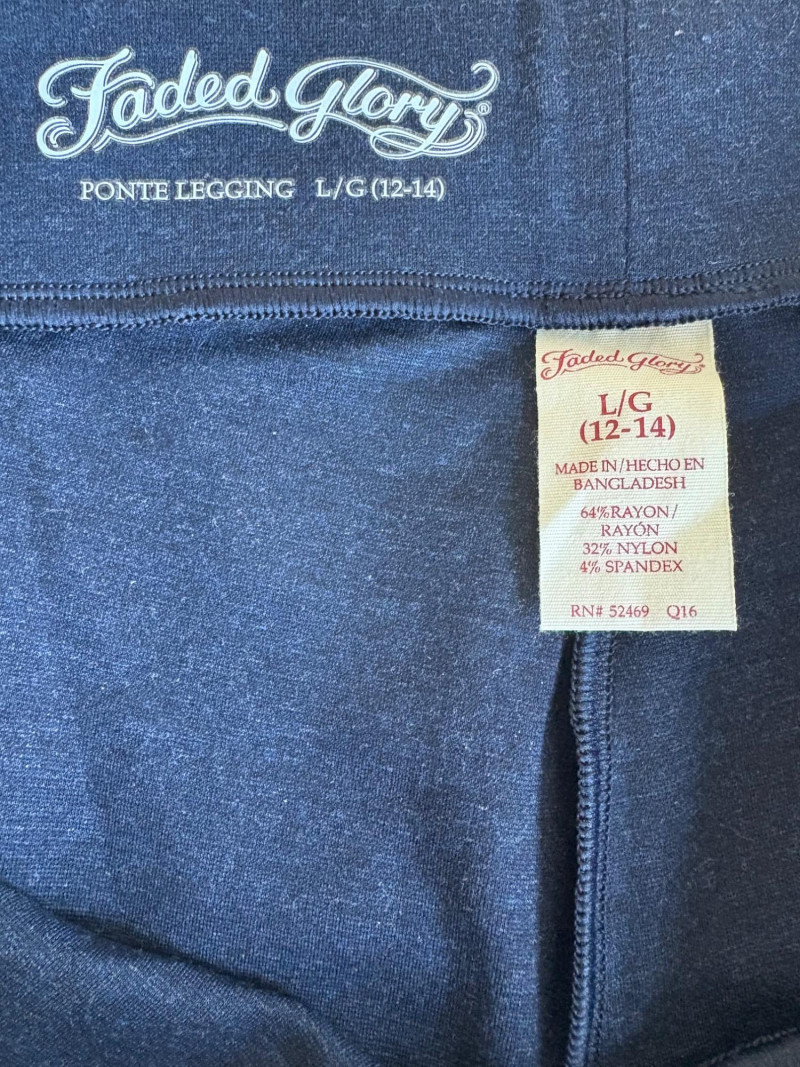 Faded Glory®
PONTE LEGGING L/G (12-14)
Faded Glory
L/G
(12-14)
MADE IN/HECHO EN
BANGLADESH
64%RAYON/
RAYÓN
32% NYLON
4% SPANDEX
RN# 52469 Q16